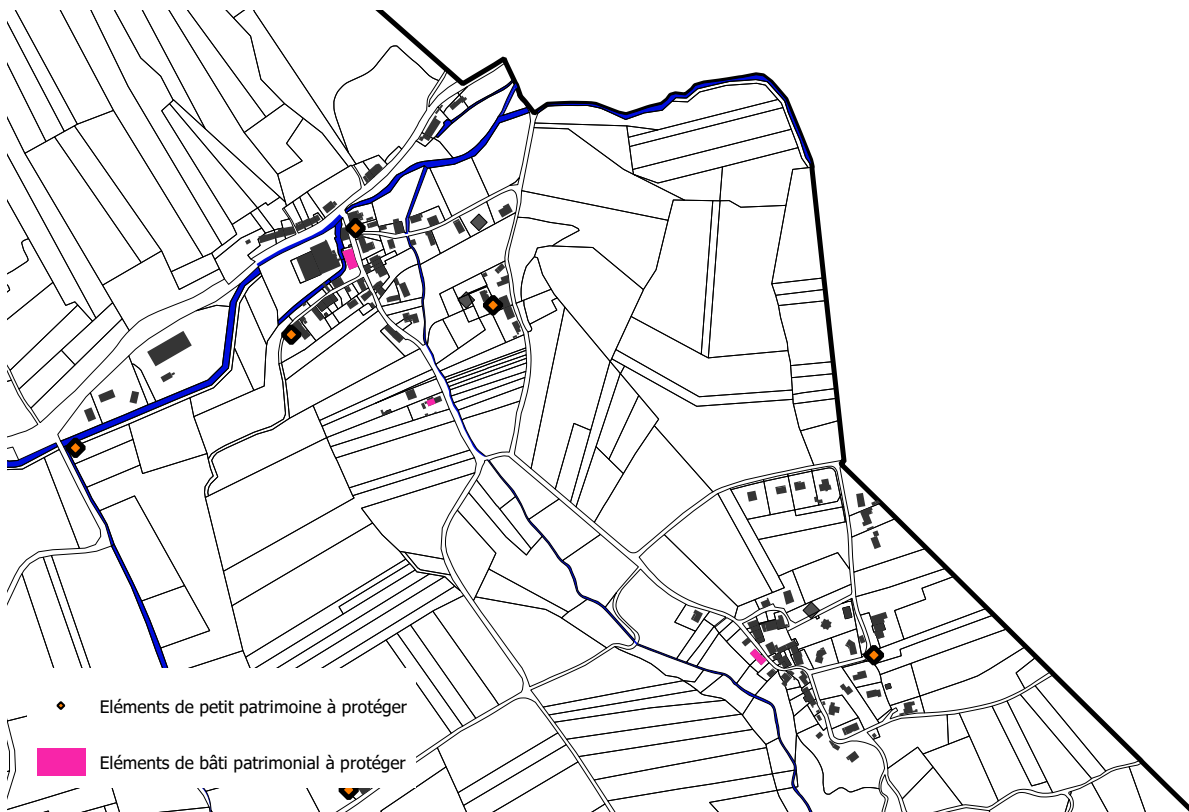 Eléments de petit patrimoine à protéger
Eléments de bâti patrimonial à protéger